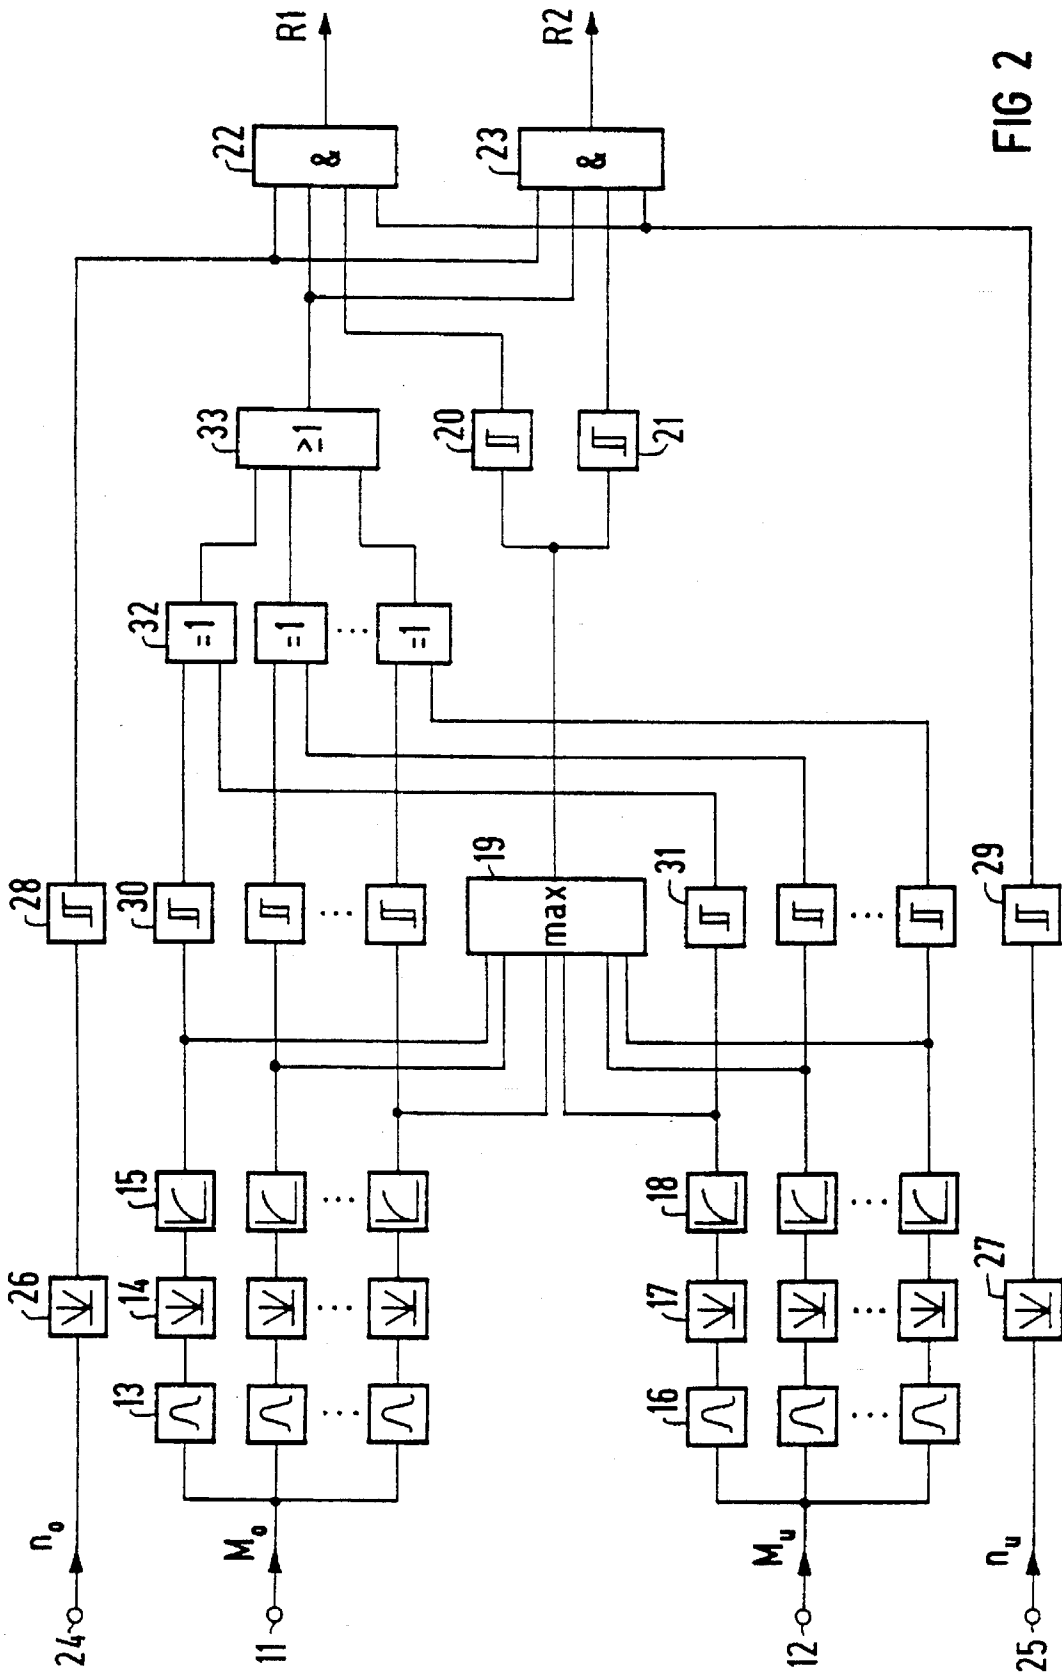 24 n₀ 26 28
11 M₀ 13 14 15 30 32 =1 33 ≥1 22 & R1
=1
... ... ... ... ...
=1
19 max 20 21 23 & R2
12 Mᵤ 16 17 18 31
... ... ... ...
25 nᵤ 27 29
FIG 2